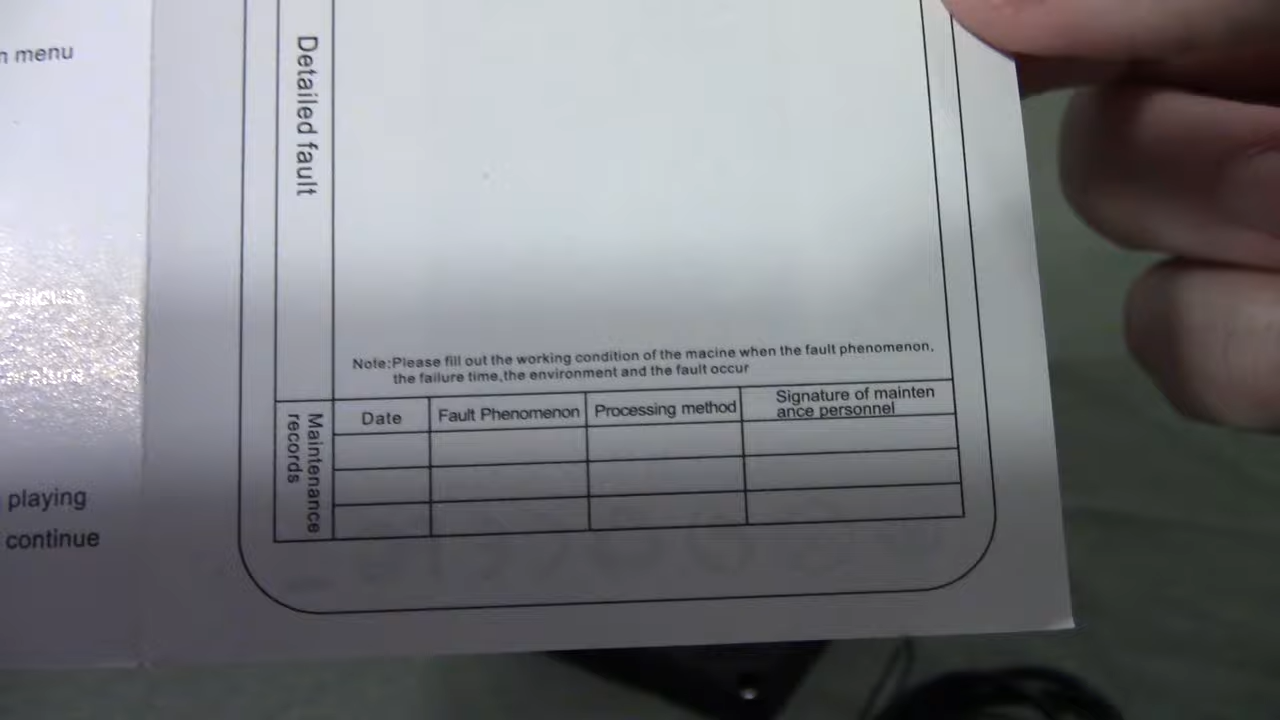 n menu
playing
continue
Detailed fault
Note:Please fill out the working condition of the macine when the fault phenomenon,
the failure time,the environment and the fault occur
Maintenance
records
Date
Fault Phenomenon
Processing method
Signature of mainten
ance personnel